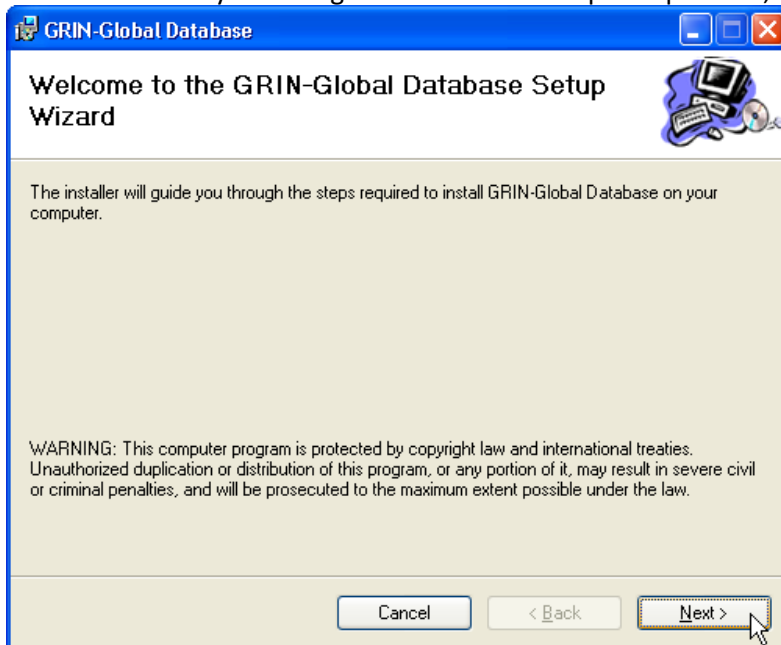 GRIN-Global Database
Welcome to the GRIN-Global Database Setup
Wizard
The installer will guide you through the steps required to install GRIN-Global Database on your
computer.
WARNING: This computer program is protected by copyright law and international treaties.
Unauthorized duplication or distribution of this program, or any portion of it, may result in severe civil
or criminal penalties, and will be prosecuted to the maximum extent possible under the law.
Cancel < Back Next >